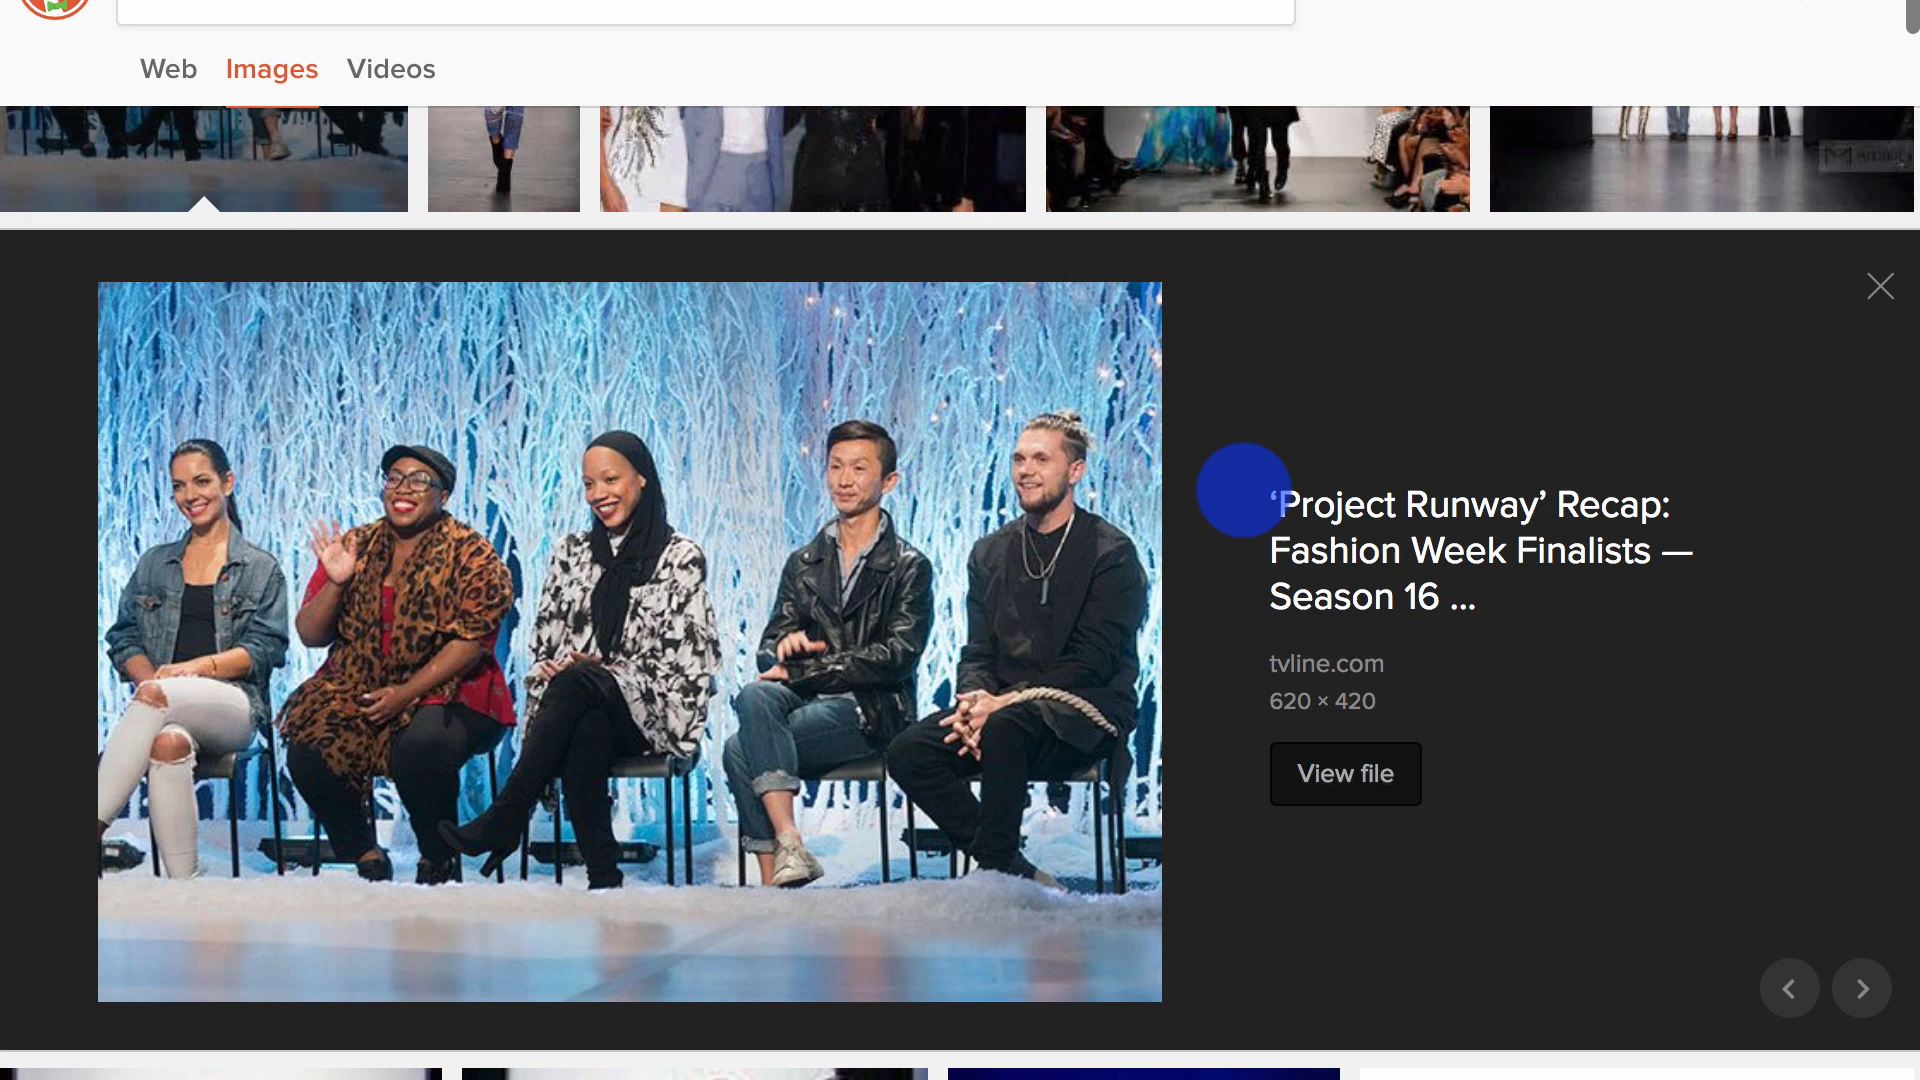 Web Images Videos
‘Project Runway’ Recap:
Fashion Week Finalists —
Season 16 ...
tvline.com
620 × 420
View file